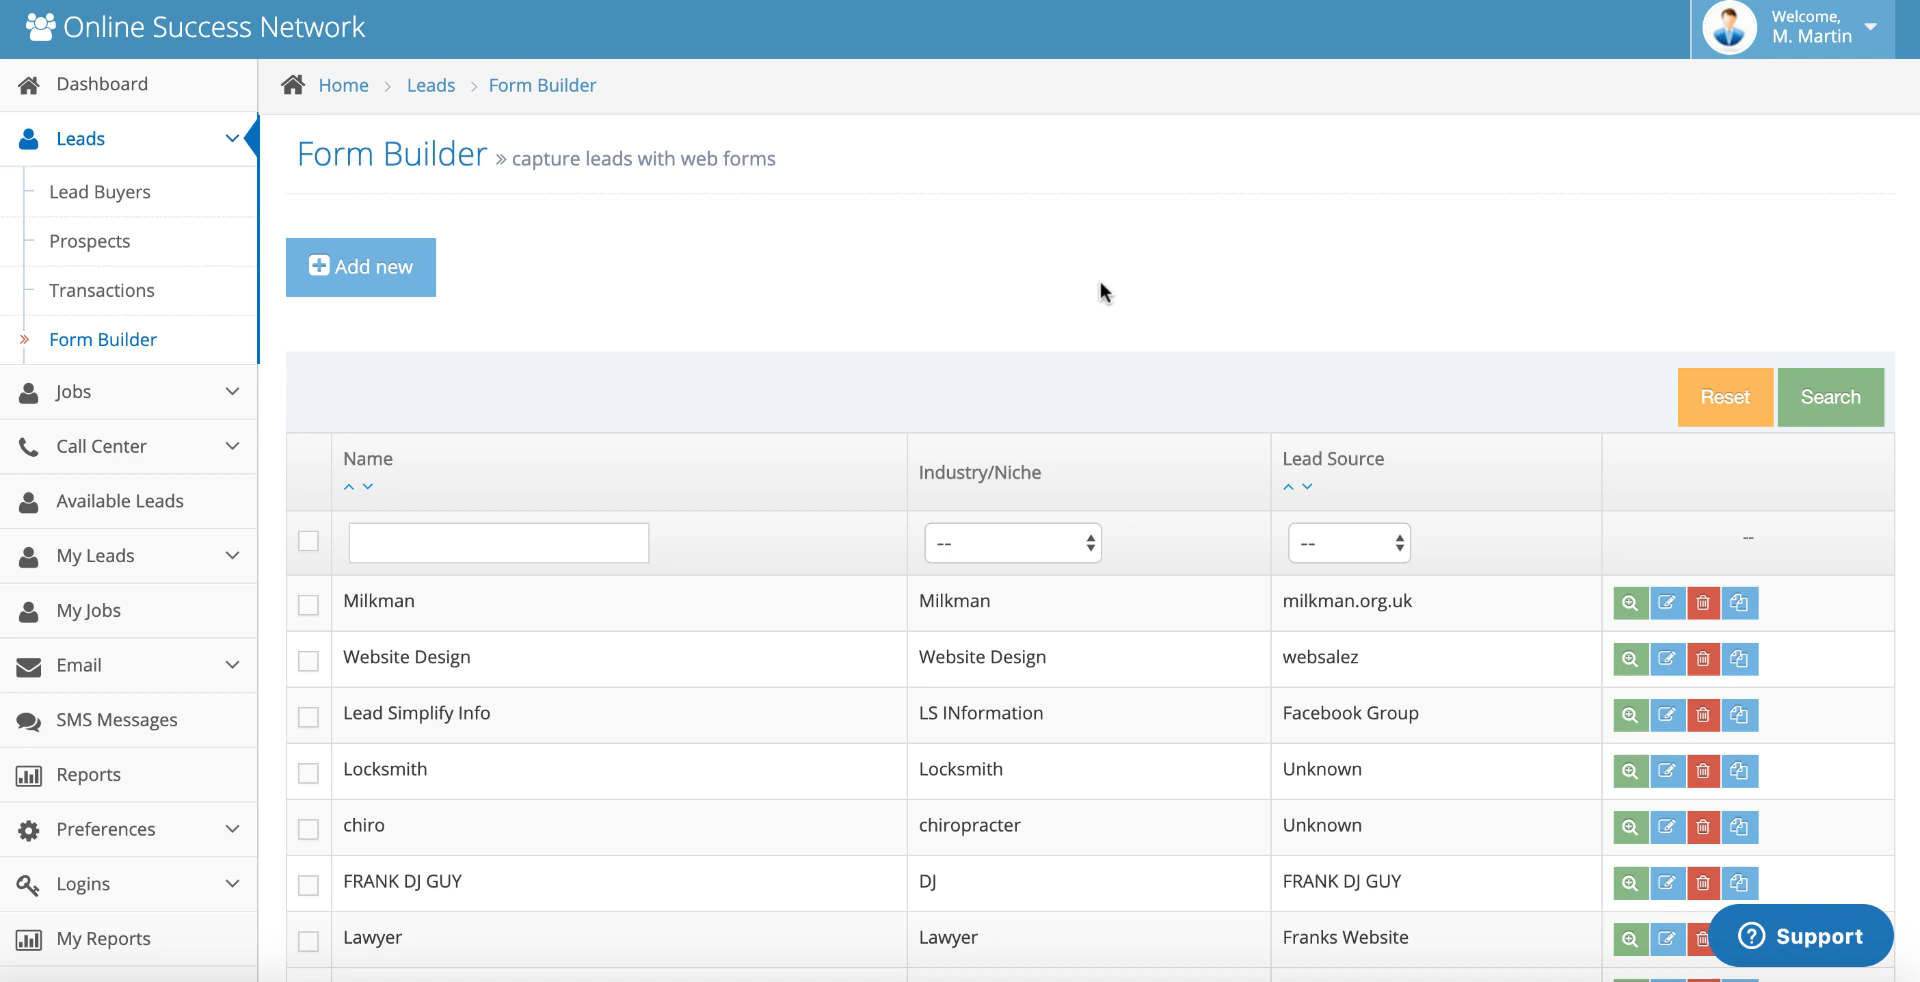 Online Success Network
Welcome,
M. Martin
Dashboard
Leads
Lead Buyers
Prospects
Transactions
Form Builder
Jobs
Call Center
Available Leads
My Leads
My Jobs
Email
SMS Messages
Reports
Preferences
Logins
My Reports
Home > Leads > Form Builder
Form Builder » capture leads with web forms
Add new
Reset Search
Name Industry/Niche Lead Source
-- -- --
Milkman Milkman milkman.org.uk
Website Design Website Design websalez
Lead Simplify Info LS INformation Facebook Group
Locksmith Locksmith Unknown
chiro chiropracter Unknown
FRANK DJ GUY DJ FRANK DJ GUY
Lawyer Lawyer Franks Website
? Support